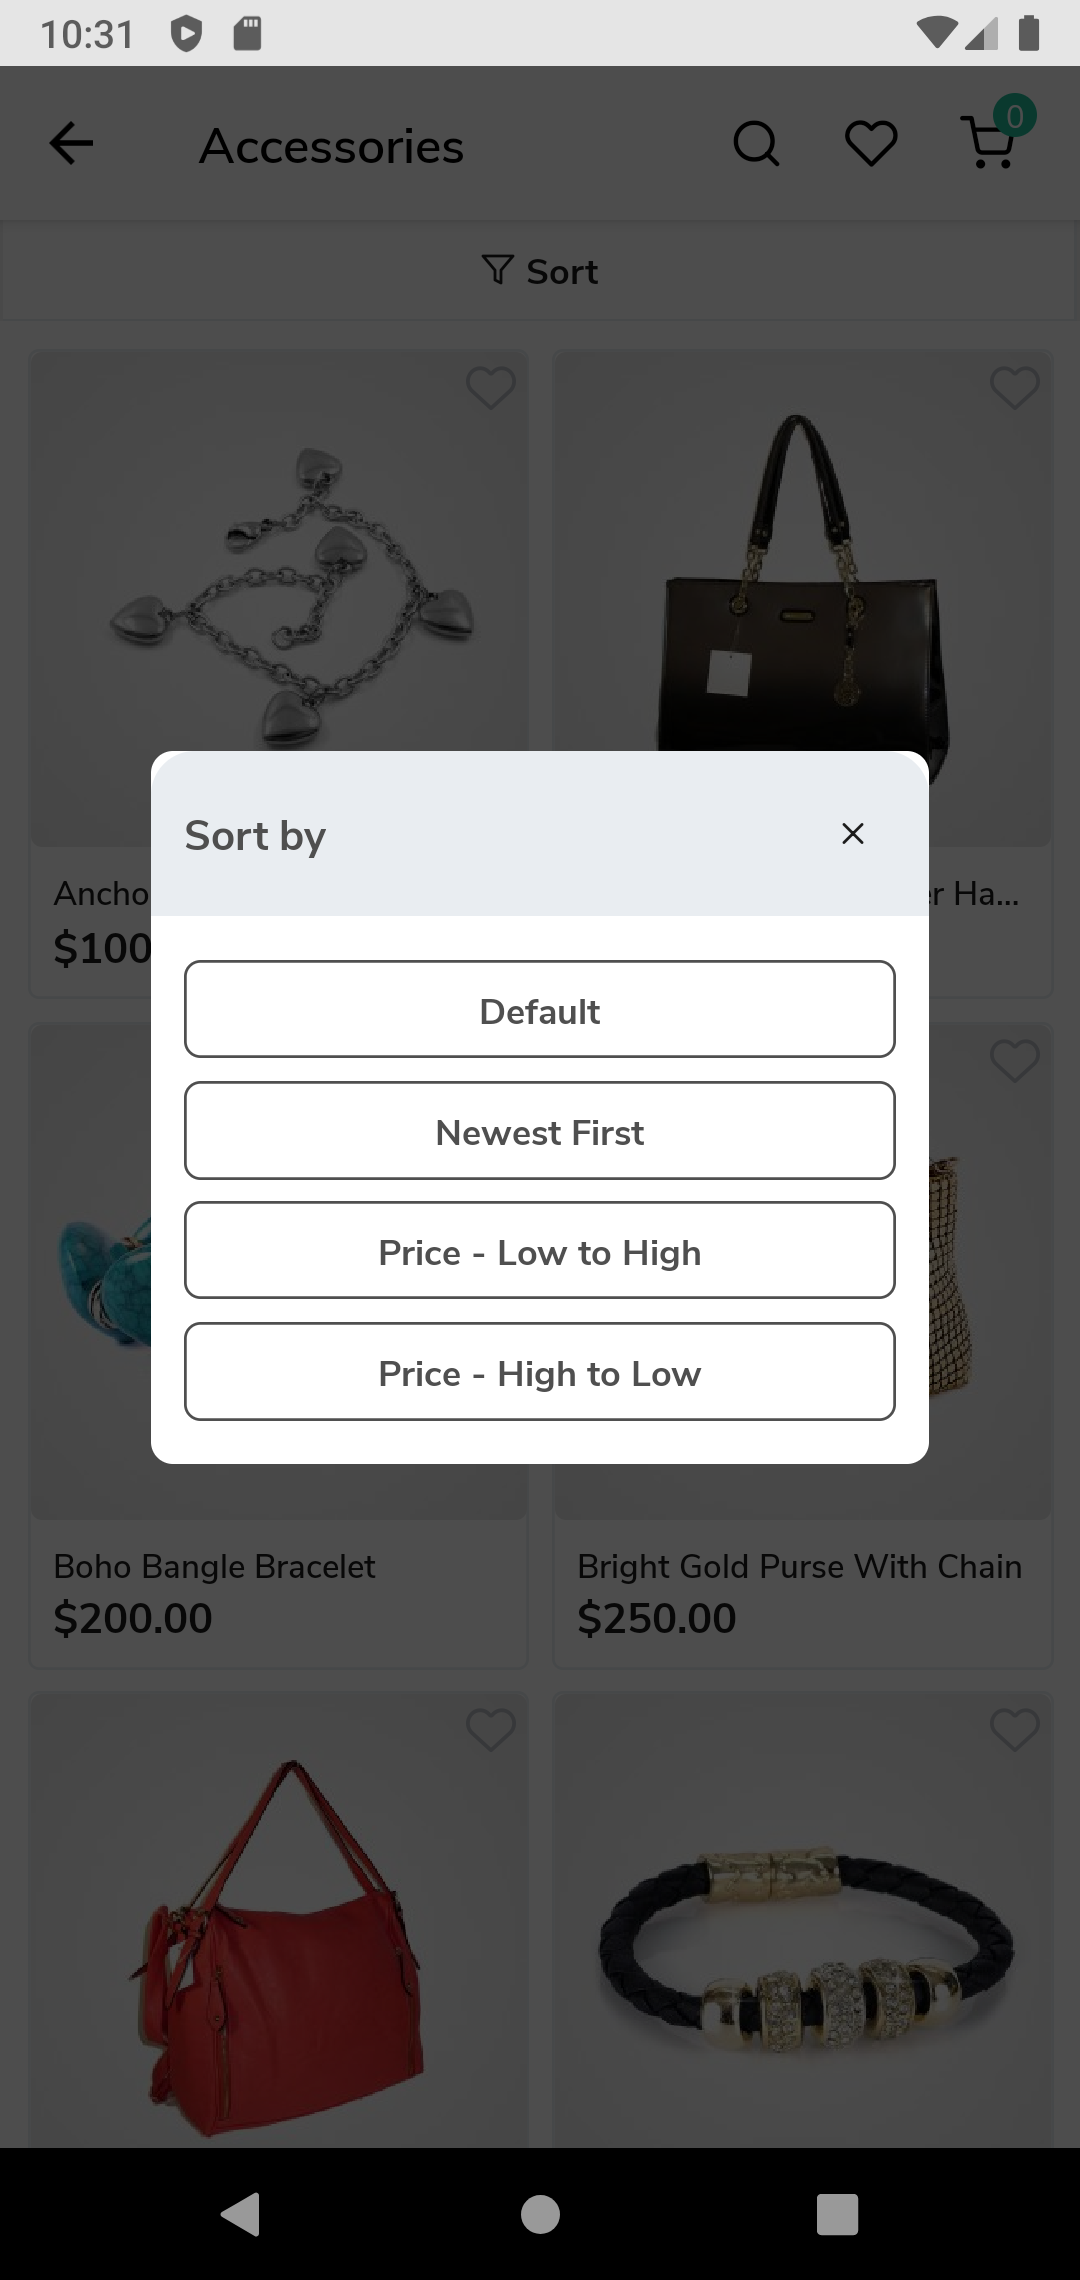 10:31
Accessories
0
Sort
Sort by
Ancho
er Ha...
$100
Default
Newest First
Price - Low to High
Price - High to Low
Boho Bangle Bracelet
Bright Gold Purse With Chain
$200.00
$250.00